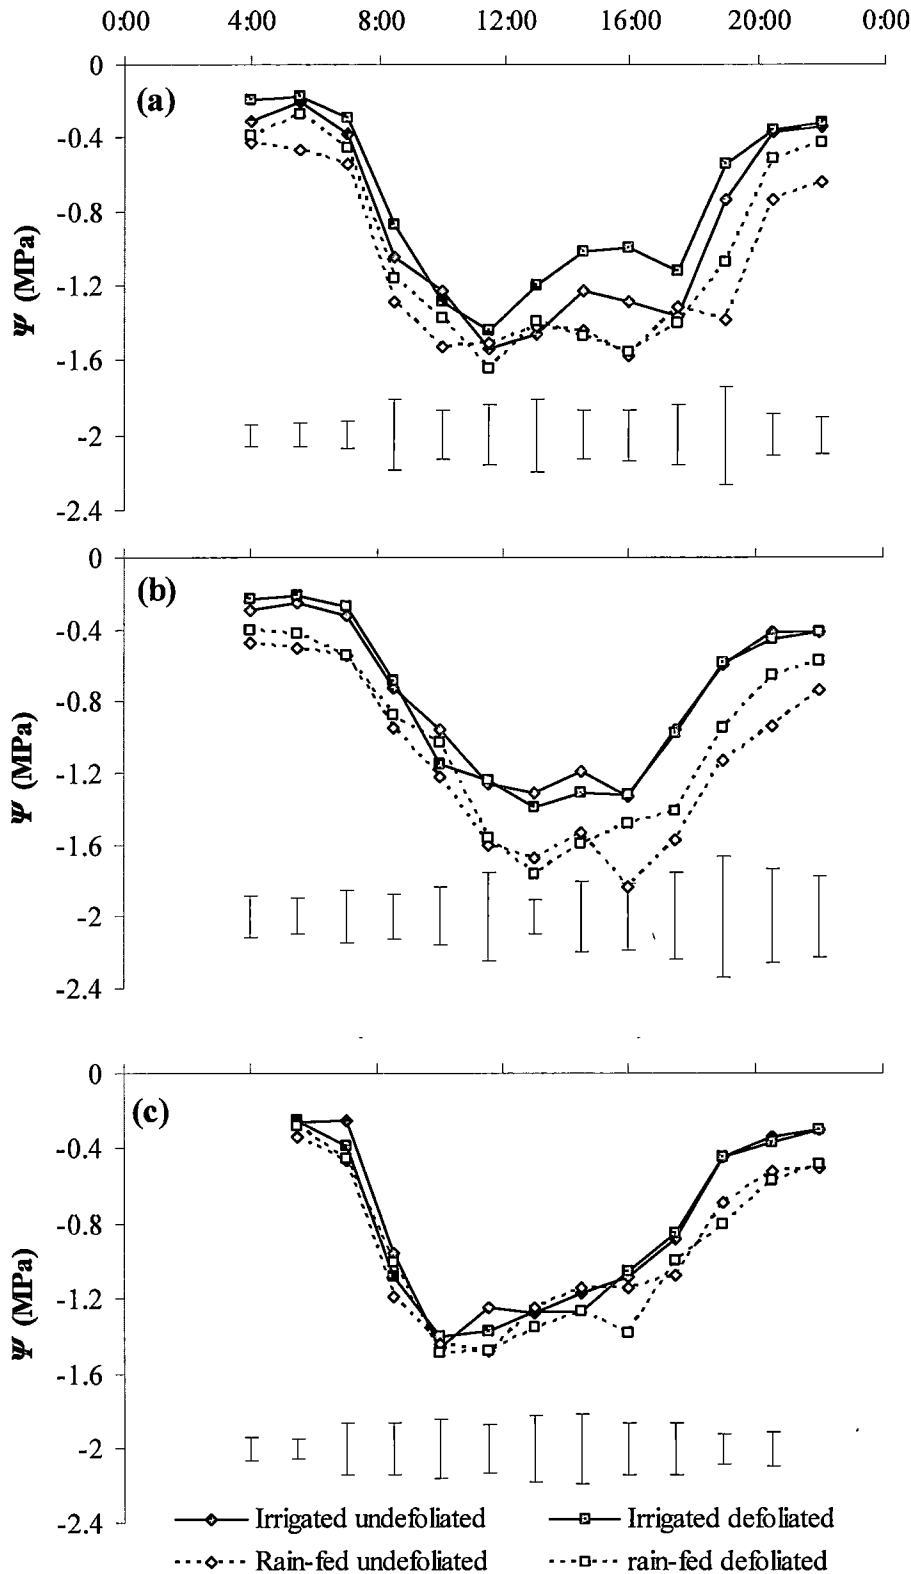 0:00 4:00 8:00 12:00 16:00 20:00 0:00
0
(a)
-0.4
-0.8
-1.2
-1.6
-2
-2.4
Ψ (MPa)
0
(b)
-0.4
-0.8
-1.2
-1.6
-2
-2.4
Ψ (MPa)
0
(c)
-0.4
-0.8
-1.2
-1.6
-2
-2.4
Ψ (MPa)
Irrigated undefoliated Irrigated defoliated
Rain-fed undefoliated rain-fed defoliated